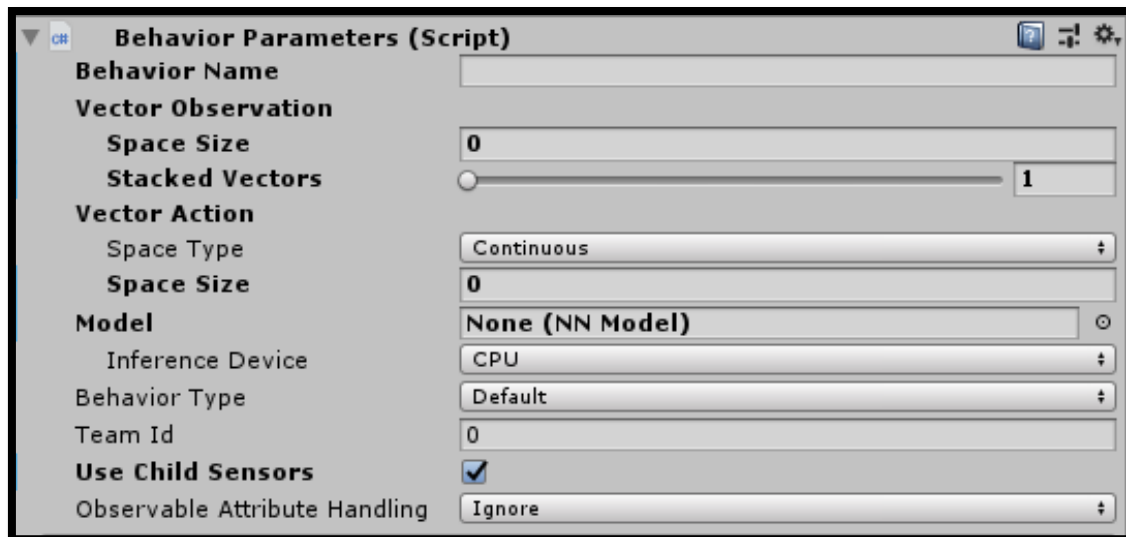 C# Behavior Parameters (Script)
Behavior Name
Vector Observation
Space Size 0
Stacked Vectors 1
Vector Action
Space Type Continuous
Space Size 0
Model None (NN Model)
Inference Device CPU
Behavior Type Default
Team Id 0
Use Child Sensors
Observable Attribute Handling Ignore